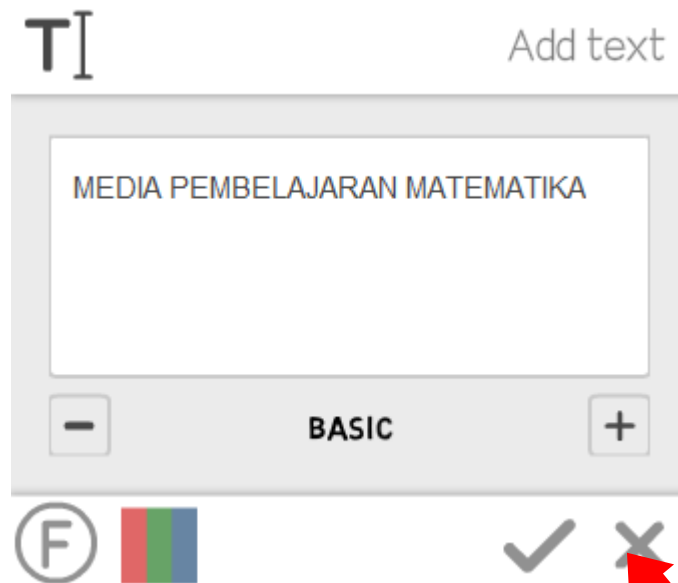 T
Add text
MEDIA PEMBELAJARAN MATEMATIKA
BASIC
F